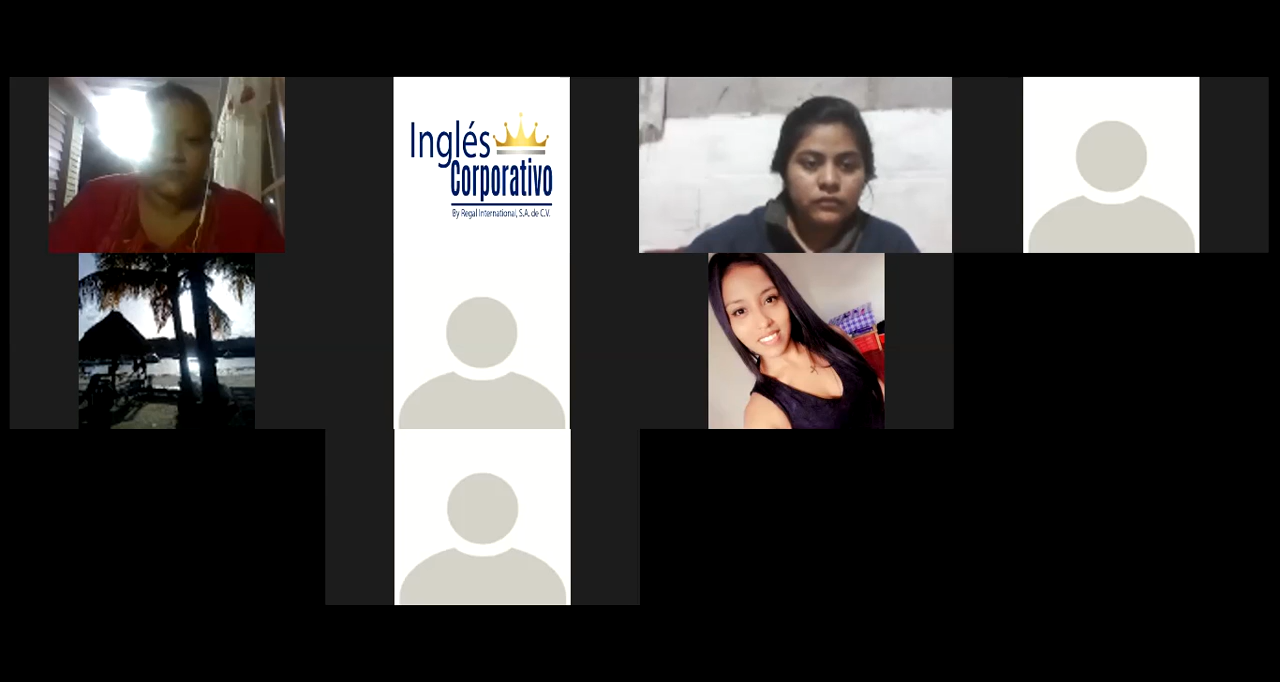 Inglés
Corporativo
By Regal International, S.A. de C.V.